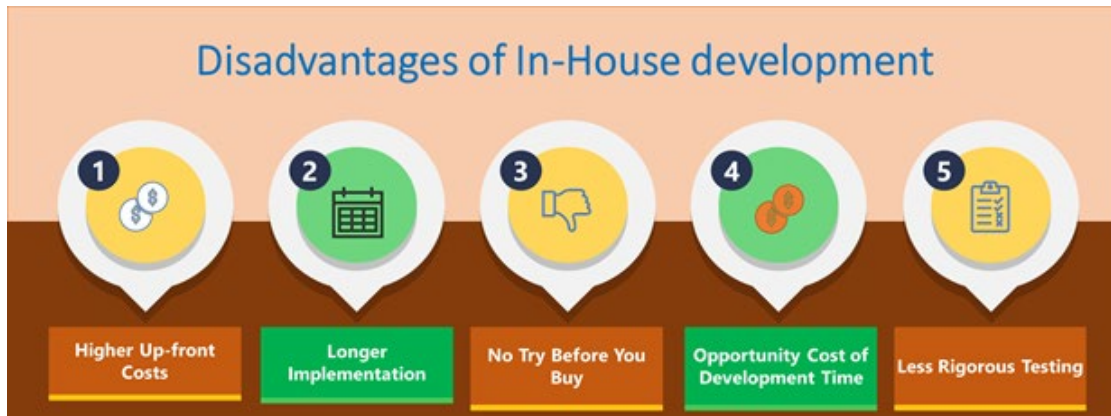 Disadvantages of In-House development
1
2
3
4
5
$
$
$
$
Higher Up-front
Costs
Longer
Implementation
No Try Before You
Buy
Opportunity Cost of
Development Time
Less Rigorous Testing